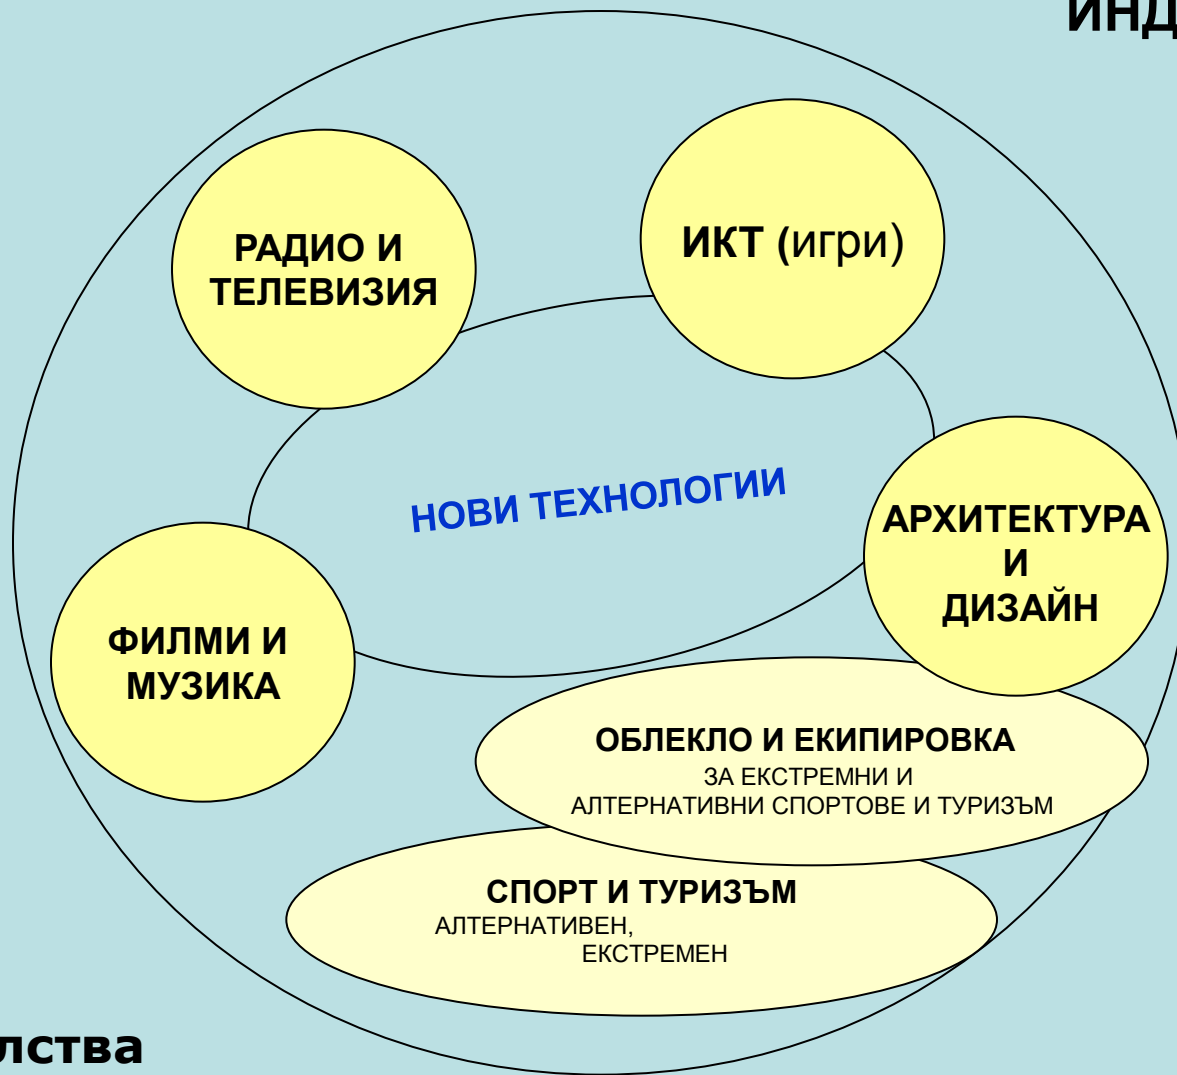 ИНД
РАДИО И
ТЕЛЕВИЗИЯ
ИКТ (игри)
НОВИ ТЕХНОЛОГИИ
АРХИТЕКТУРА
И
ДИЗАЙН
ФИЛМИ И
МУЗИКА
ОБЛЕКЛО И ЕКИПИРОВКА
ЗА ЕКСТРЕМНИ И
АЛТЕРНАТИВНИ СПОРТОВЕ И ТУРИЗЪМ
СПОРТ И ТУРИЗЪМ
АЛТЕРНАТИВЕН,
ЕКСТРЕМЕН
лства